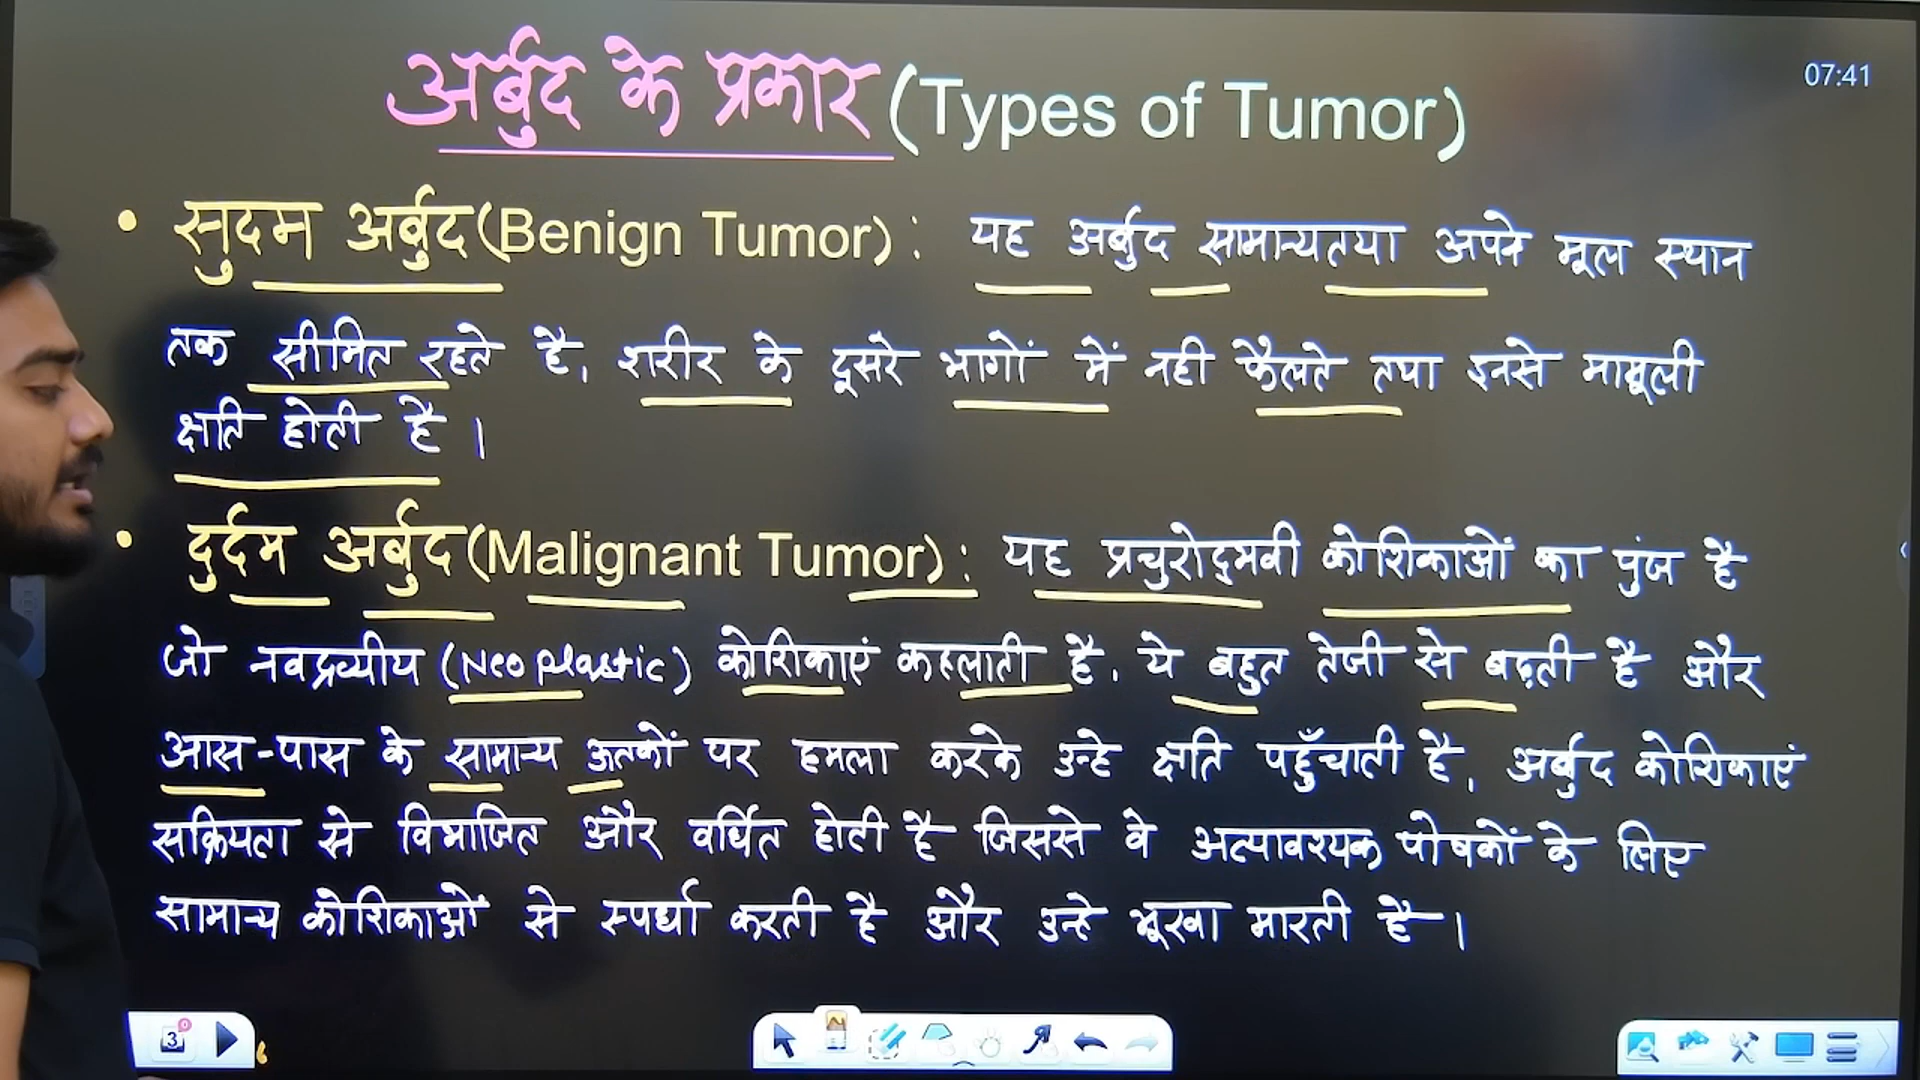 07:41
अर्बुद के प्रकार (Types of Tumor)
• सुदम अर्बुद (Benign Tumor) : यह अर्बुद सामान्यतया अपने मूल स्थान
तक सीमित रहते है, शरीर के दूसरे भागों में नही फैलते तथा इनसे मामूली
क्षति होती है ।
• दुर्दम अर्बुद (Malignant Tumor) : यह प्रचुरोद्भवी कोशिकाओं का पुंज है
जो नवद्रव्यीय (Neoplastic) कोशिकाएं कहलाती है, ये बहुत तेजी से बढ़ती है और
आस-पास के सामान्य ऊतकों पर हमला करके उन्हे क्षति पहुँचाती है, अर्बुद कोशिकाएं
सक्रियता से विभाजित और वर्धित होती है जिससे वे अत्यावश्यक पोषकों के लिए
सामान्य कोशिकाओं से स्पर्धा करती है और उन्हे भूखा मारती है ।
3